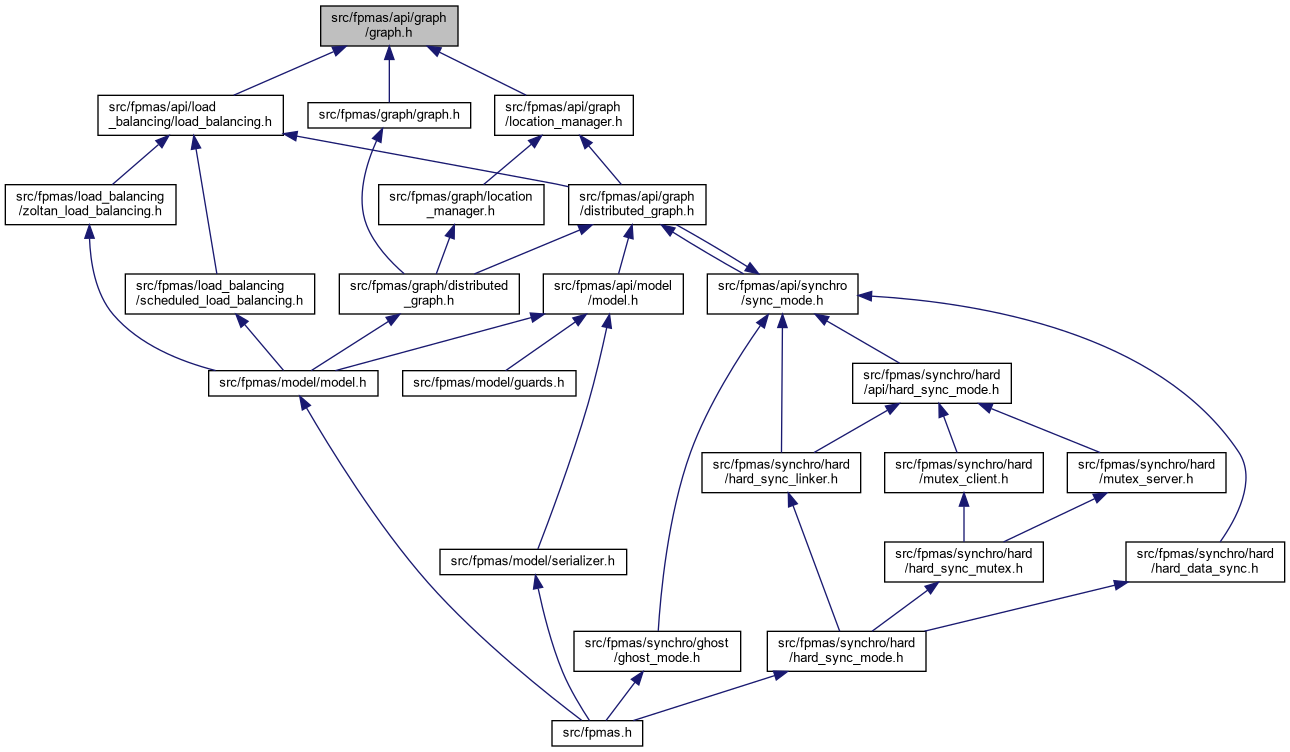 src/fpmas/api/graph
/graph.h
src/fpmas/api/load
_balancing/load_balancing.h
src/fpmas/graph/graph.h
src/fpmas/api/graph
/location_manager.h
src/fpmas/load_balancing
/zoltan_load_balancing.h
src/fpmas/graph/location
_manager.h
src/fpmas/api/graph
/distributed_graph.h
src/fpmas/load_balancing
/scheduled_load_balancing.h
src/fpmas/graph/distributed
_graph.h
src/fpmas/api/model
/model.h
src/fpmas/api/synchro
/sync_mode.h
src/fpmas/model/model.h
src/fpmas/model/guards.h
src/fpmas/synchro/hard
/api/hard_sync_mode.h
src/fpmas/synchro/hard
/hard_sync_linker.h
src/fpmas/synchro/hard
/mutex_client.h
src/fpmas/synchro/hard
/mutex_server.h
src/fpmas/model/serializer.h
src/fpmas/synchro/hard
/hard_sync_mutex.h
src/fpmas/synchro/hard
/hard_data_sync.h
src/fpmas/synchro/ghost
/ghost_mode.h
src/fpmas/synchro/hard
/hard_sync_mode.h
src/fpmas.h